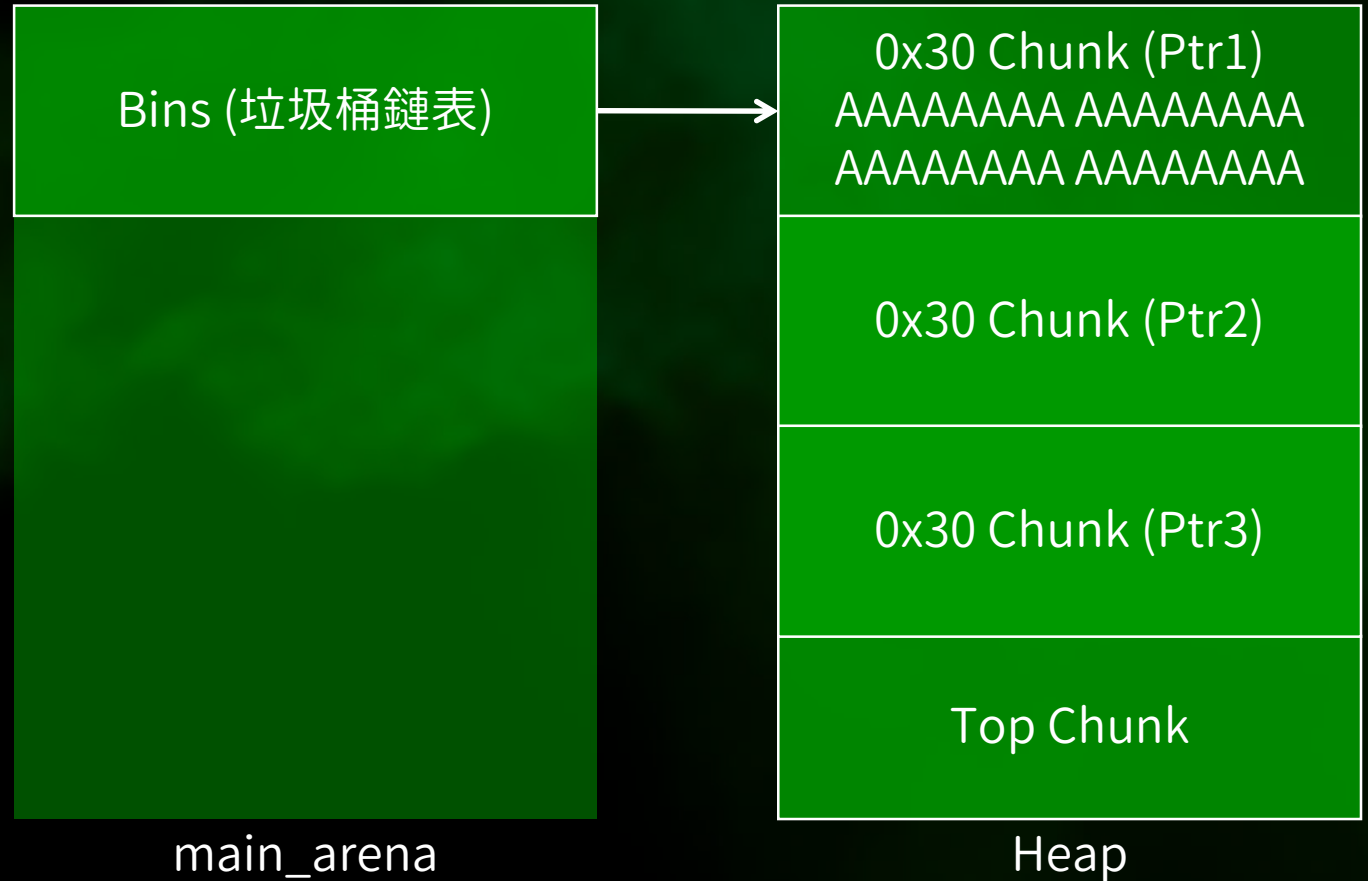 Bins (垃圾桶鏈表)
0x30 Chunk (Ptr1)
AAAAAAAA AAAAAAAA
AAAAAAAA AAAAAAAA
0x30 Chunk (Ptr2)
0x30 Chunk (Ptr3)
Top Chunk
main_arena
Heap